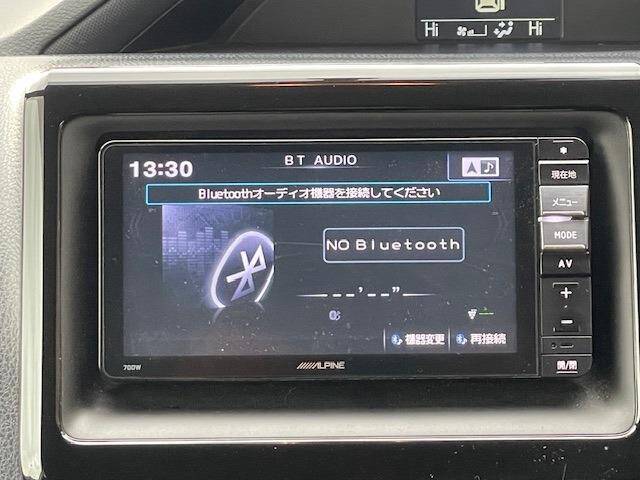 Hi Hi
BT AUDIO
13:30
Bluetoothオーディオ機器を接続してください
NO Bluetooth
--'--"
機器変更 再接続
現在地
メニュー
MODE
AV
+
−
開/閉
700W
ALPINE